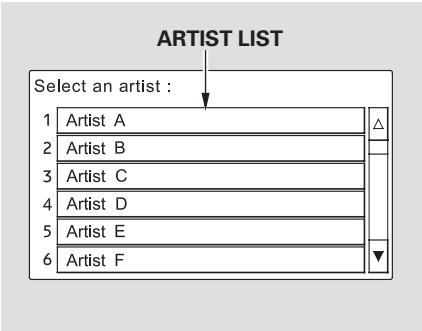 ARTIST LIST
Select an artist :
1 Artist A
2 Artist B
3 Artist C
4 Artist D
5 Artist E
6 Artist F